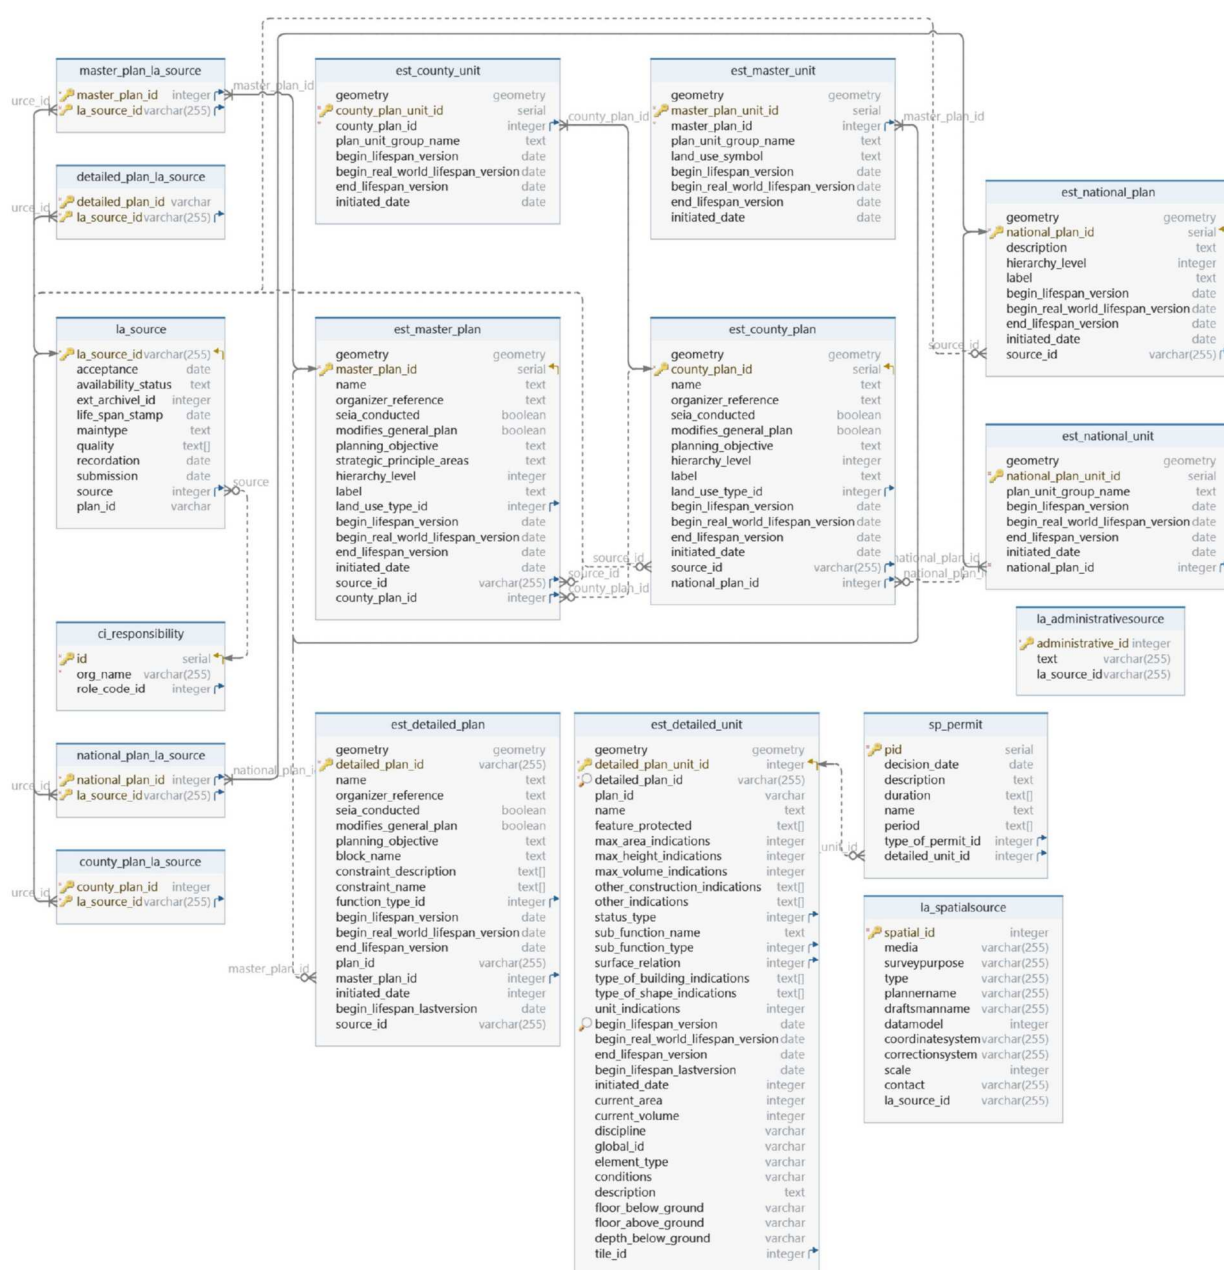 master_plan_la_source
master_plan_id integer
la_source_id varchar(255)
urce_id
master_plan_id
detailed_plan_la_source
detailed_plan_id varchar
la_source_id varchar(255)
urce_id
la_source
la_source_id varchar(255)
acceptance date
availability_status text
ext_archivel_id integer
life_span_stamp date
maintype text
quality text[]
recordation date
submission date
source integer
plan_id varchar
source
ci_responsibility
id serial
org_name varchar(255)
role_code_id integer
national_plan_la_source
national_plan_id integer
la_source_id varchar(255)
urce_id
national_plan_i
county_plan_la_source
county_plan_id integer
la_source_id varchar(255)
urce_id
est_county_unit
geometry geometry
county_plan_unit_id serial
county_plan_id integer
plan_unit_group_name text
begin_lifespan_version date
begin_real_world_lifespan_version date
end_lifespan_version date
initiated_date date
county_plan_id
est_master_unit
geometry geometry
master_plan_unit_id serial
master_plan_id integer
plan_unit_group_name text
land_use_symbol text
begin_lifespan_version date
begin_real_world_lifespan_version date
end_lifespan_version date
initiated_date date
master_plan_id
est_national_plan
geometry geometry
national_plan_id serial
description text
hierarchy_level integer
label text
begin_lifespan_version date
begin_real_world_lifespan_version date
end_lifespan_version date
initiated_date date
source_id varchar(255)
source_id
est_master_plan
geometry geometry
master_plan_id serial
name text
organizer_reference text
seia_conducted boolean
modifies_general_plan boolean
planning_objective text
strategic_principle_areas text
hierarchy_level integer
label text
land_use_type_id integer
begin_lifespan_version date
begin_real_world_lifespan_version date
end_lifespan_version date
initiated_date date
source_id varchar(255)
county_plan_id integer
source_id
source_id
county_plan_id
est_county_plan
geometry geometry
county_plan_id serial
name text
organizer_reference text
seia_conducted boolean
modifies_general_plan boolean
planning_objective text
hierarchy_level integer
label text
land_use_type_id integer
begin_lifespan_version date
begin_real_world_lifespan_version date
end_lifespan_version date
initiated_date date
source_id varchar(255)
national_plan_id integer
national_plan_id
national_plan_i
est_national_unit
geometry geometry
national_plan_unit_id serial
plan_unit_group_name text
begin_lifespan_version date
begin_real_world_lifespan_version date
end_lifespan_version date
initiated_date date
national_plan_id integer
la_administrativesource
administrative_id integer
text varchar(255)
la_source_id varchar(255)
est_detailed_plan
geometry geometry
detailed_plan_id varchar(255)
name text
organizer_reference text
seia_conducted boolean
modifies_general_plan boolean
planning_objective text
block_name text
constraint_description text[]
constraint_name text[]
function_type_id integer
begin_lifespan_version date
begin_real_world_lifespan_version date
end_lifespan_version date
plan_id varchar(255)
master_plan_id integer
initiated_date integer
begin_lifespan_lastversion date
source_id varchar(255)
master_plan_id
est_detailed_unit
geometry geometry
detailed_plan_unit_id integer
detailed_plan_id varchar(255)
plan_id varchar
name text
feature_protected text[]
max_area_indications integer
max_height_indications integer
max_volume_indications integer
other_construction_indications text[]
other_indications text[]
status_type integer
sub_function_name text
sub_function_type integer
surface_relation integer
type_of_building_indications text[]
type_of_shape_indications text[]
unit_indications integer
begin_lifespan_version date
begin_real_world_lifespan_version date
end_lifespan_version date
begin_lifespan_lastversion date
initiated_date integer
current_area integer
current_volume integer
discipline varchar
global_id varchar
element_type varchar
conditions varchar
description text
floor_below_ground varchar
floor_above_ground varchar
depth_below_ground varchar
tile_id integer
unit_id
sp_permit
pid serial
decision_date date
description text
duration text[]
name text
period text[]
type_of_permit_id integer
detailed_unit_id integer
la_spatialsource
spatial_id integer
media varchar(255)
surveypurpose varchar(255)
type varchar(255)
plannername varchar(255)
draftsmanname varchar(255)
datamodel integer
coordinatesystem varchar(255)
correctionsystem varchar(255)
scale integer
contact varchar(255)
la_source_id varchar(255)